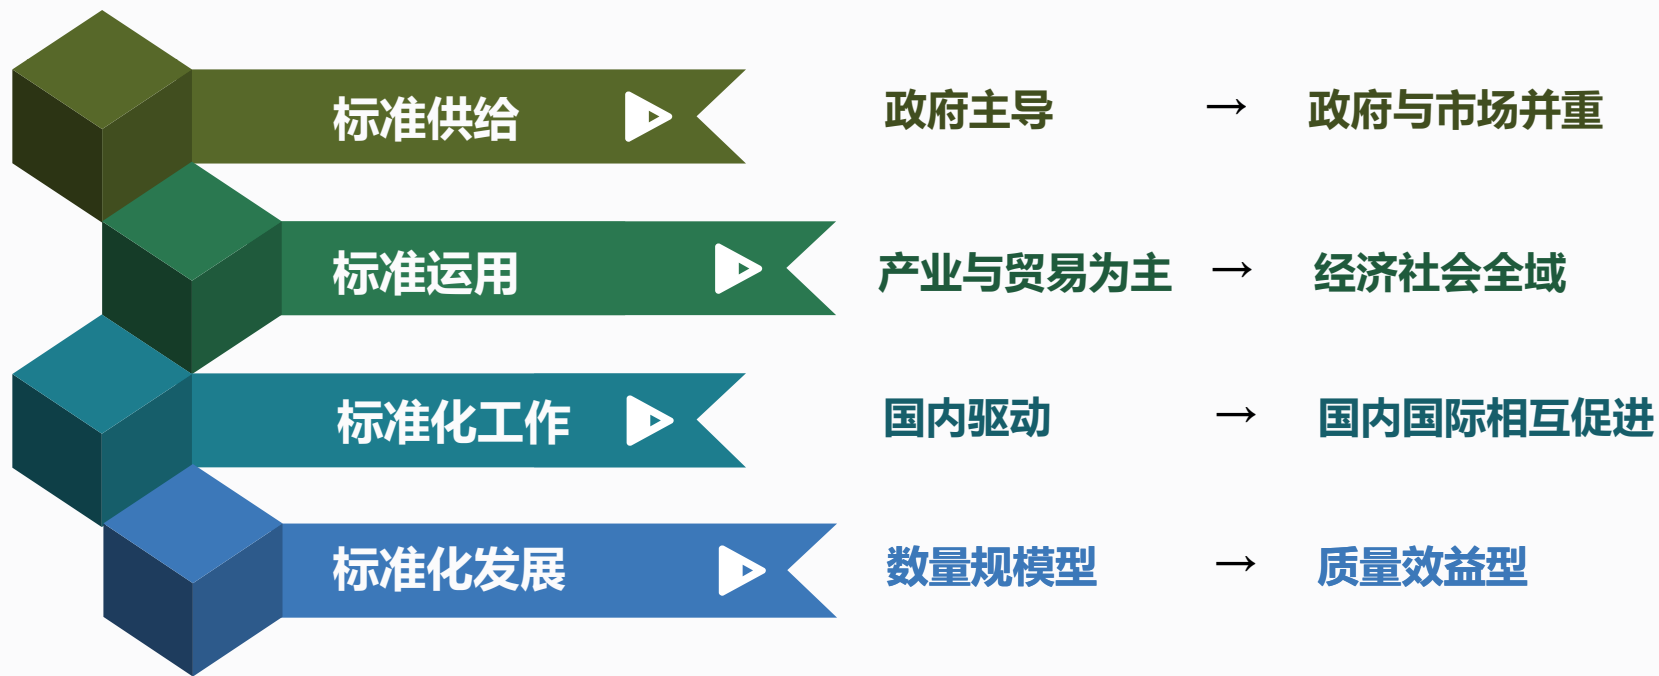 标准供给 政府主导 → 政府与市场并重
标准运用 产业与贸易为主 → 经济社会全域
标准化工作 国内驱动 → 国内国际相互促进
标准化发展 数量规模型 → 质量效益型